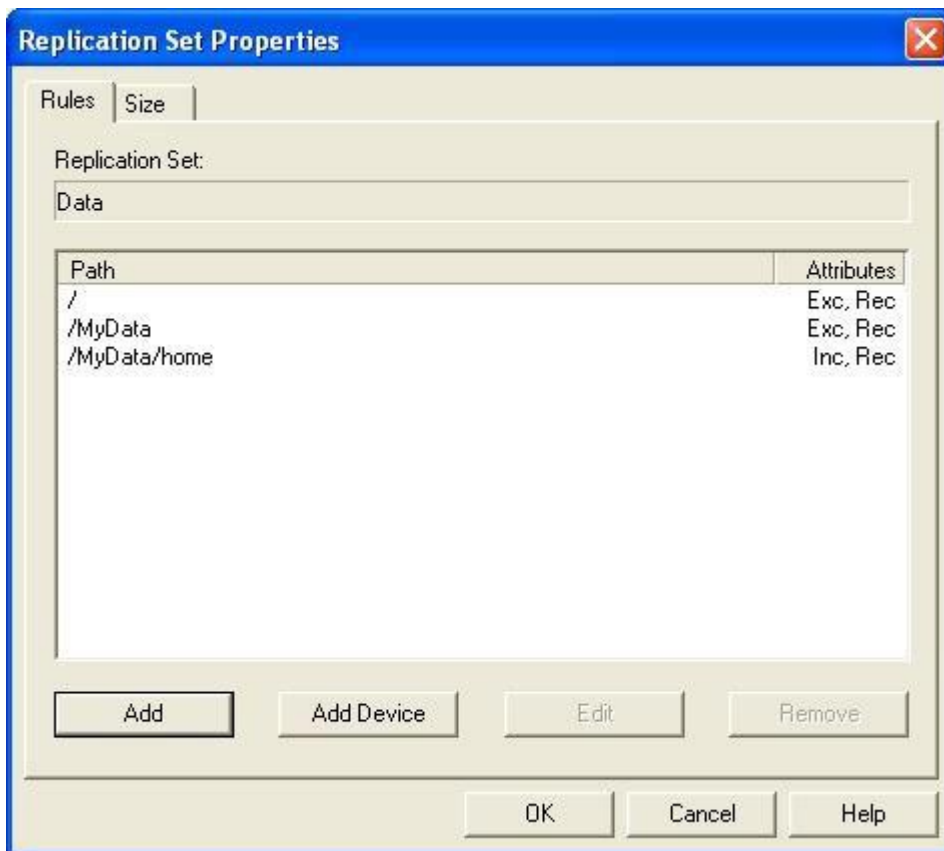 Replication Set Properties
Rules Size
Replication Set:
Data
Path Attributes
/ Exc, Rec
/MyData Exc, Rec
/MyData/home Inc, Rec
Add Add Device Edit Remove
OK Cancel Help